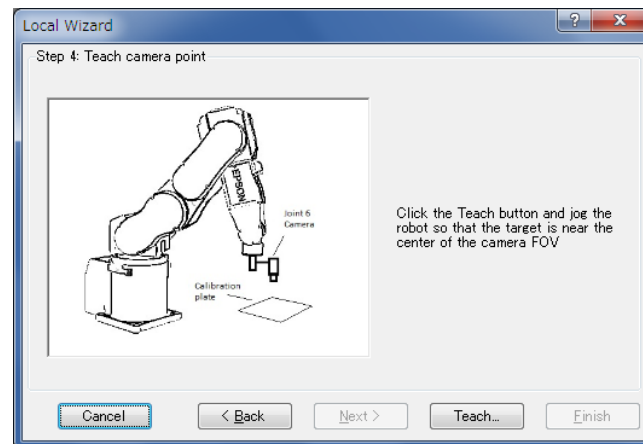 Local Wizard
Step 4: Teach camera point
EPSON
Joint 6
Camera
Calibration
plate
Click the Teach button and jog the
robot so that the target is near the
center of the camera FOV
Cancel
< Back
Next >
Teach...
Finish